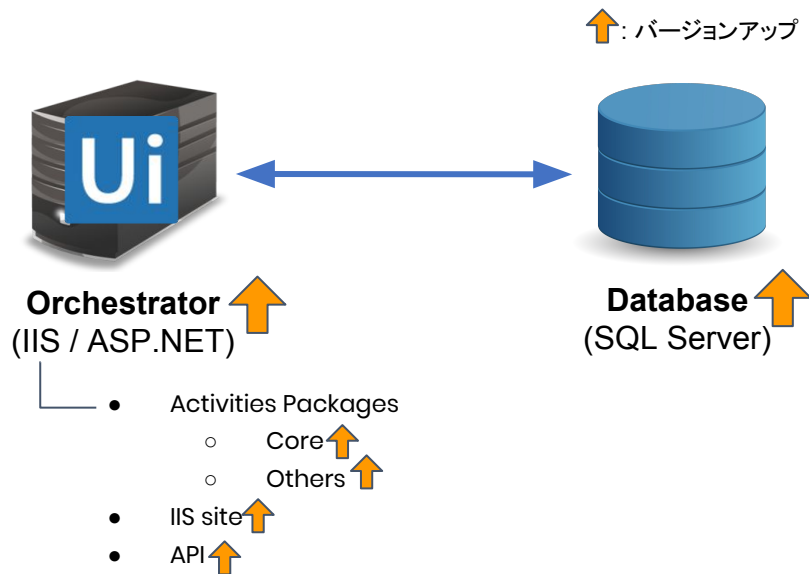 : バージョンアップ
Ui
Orchestrator
(IIS / ASP.NET)
Database
(SQL Server)
● Activities Packages
○ Core
○ Others
● IIS site
● API